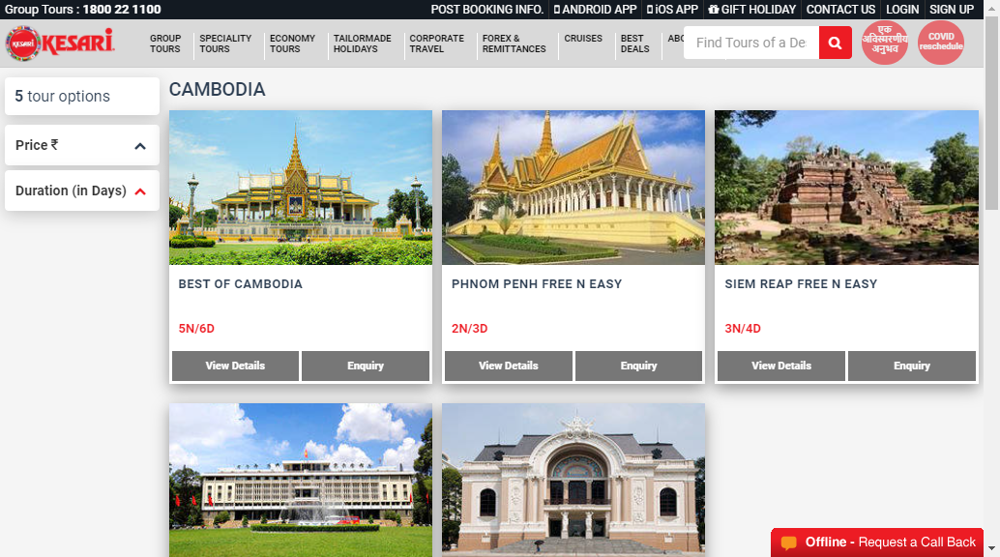 Group Tours : 1800 22 1100
POST BOOKING INFO. ANDROID APP iOS APP GIFT HOLIDAY CONTACT US LOGIN SIGN UP
KESARI KESARI
GROUP TOURS
SPECIALITY TOURS
ECONOMY TOURS
TAILORMADE HOLIDAYS
CORPORATE TRAVEL
FOREX & REMITTANCES
CRUISES
BEST DEALS
Find Tours of a De
एक
अविस्मरणीय
अनुभव
COVID
reschedule
5 tour options
Price ₹
Duration (in Days)
CAMBODIA
BEST OF CAMBODIA
5N/6D
View Details Enquiry
PHNOM PENH FREE N EASY
2N/3D
View Details Enquiry
SIEM REAP FREE N EASY
3N/4D
View Details Enquiry
Offline - Request a Call Back